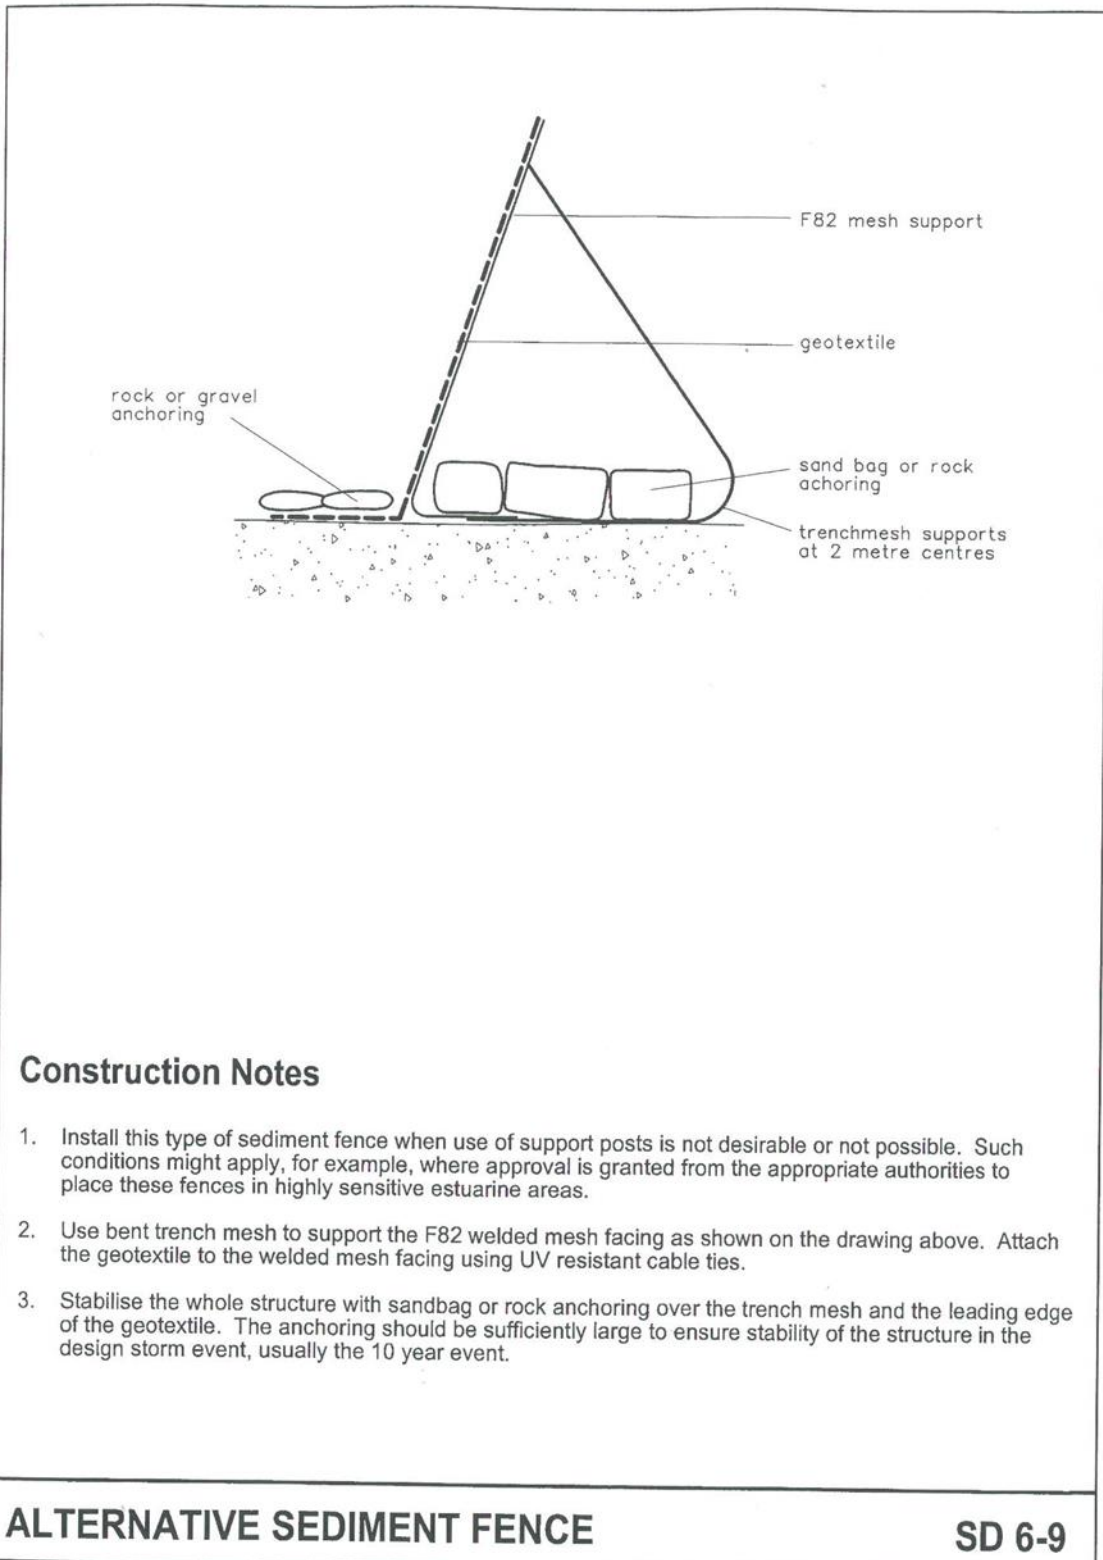 F82 mesh support
geotextile
rock or gravel
anchoring
sand bag or rock
achoring
trenchmesh supports
at 2 metre centres
Construction Notes
1. Install this type of sediment fence when use of support posts is not desirable or not possible. Such
conditions might apply, for example, where approval is granted from the appropriate authorities to
place these fences in highly sensitive estuarine areas.
2. Use bent trench mesh to support the F82 welded mesh facing as shown on the drawing above. Attach
the geotextile to the welded mesh facing using UV resistant cable ties.
3. Stabilise the whole structure with sandbag or rock anchoring over the trench mesh and the leading edge
of the geotextile. The anchoring should be sufficiently large to ensure stability of the structure in the
design storm event, usually the 10 year event.
ALTERNATIVE SEDIMENT FENCE
SD 6-9